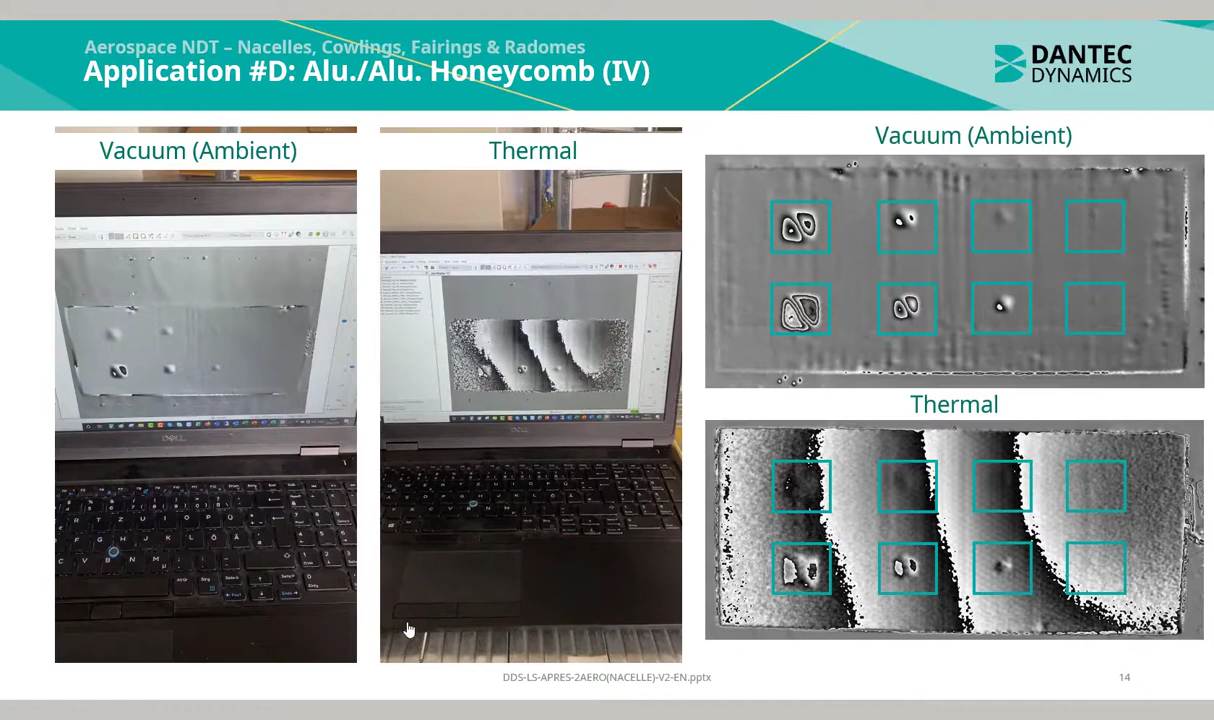 Aerospace NDT – Nacelles, Cowlings, Fairings & Radomes
Application #D: Alu./Alu. Honeycomb (IV)
DANTEC
DYNAMICS
Vacuum (Ambient)
Thermal
Vacuum (Ambient)
DELL
Thermal
DDS-LS-APRES-2AERO(NACELLE)-V2-EN.pptx
14